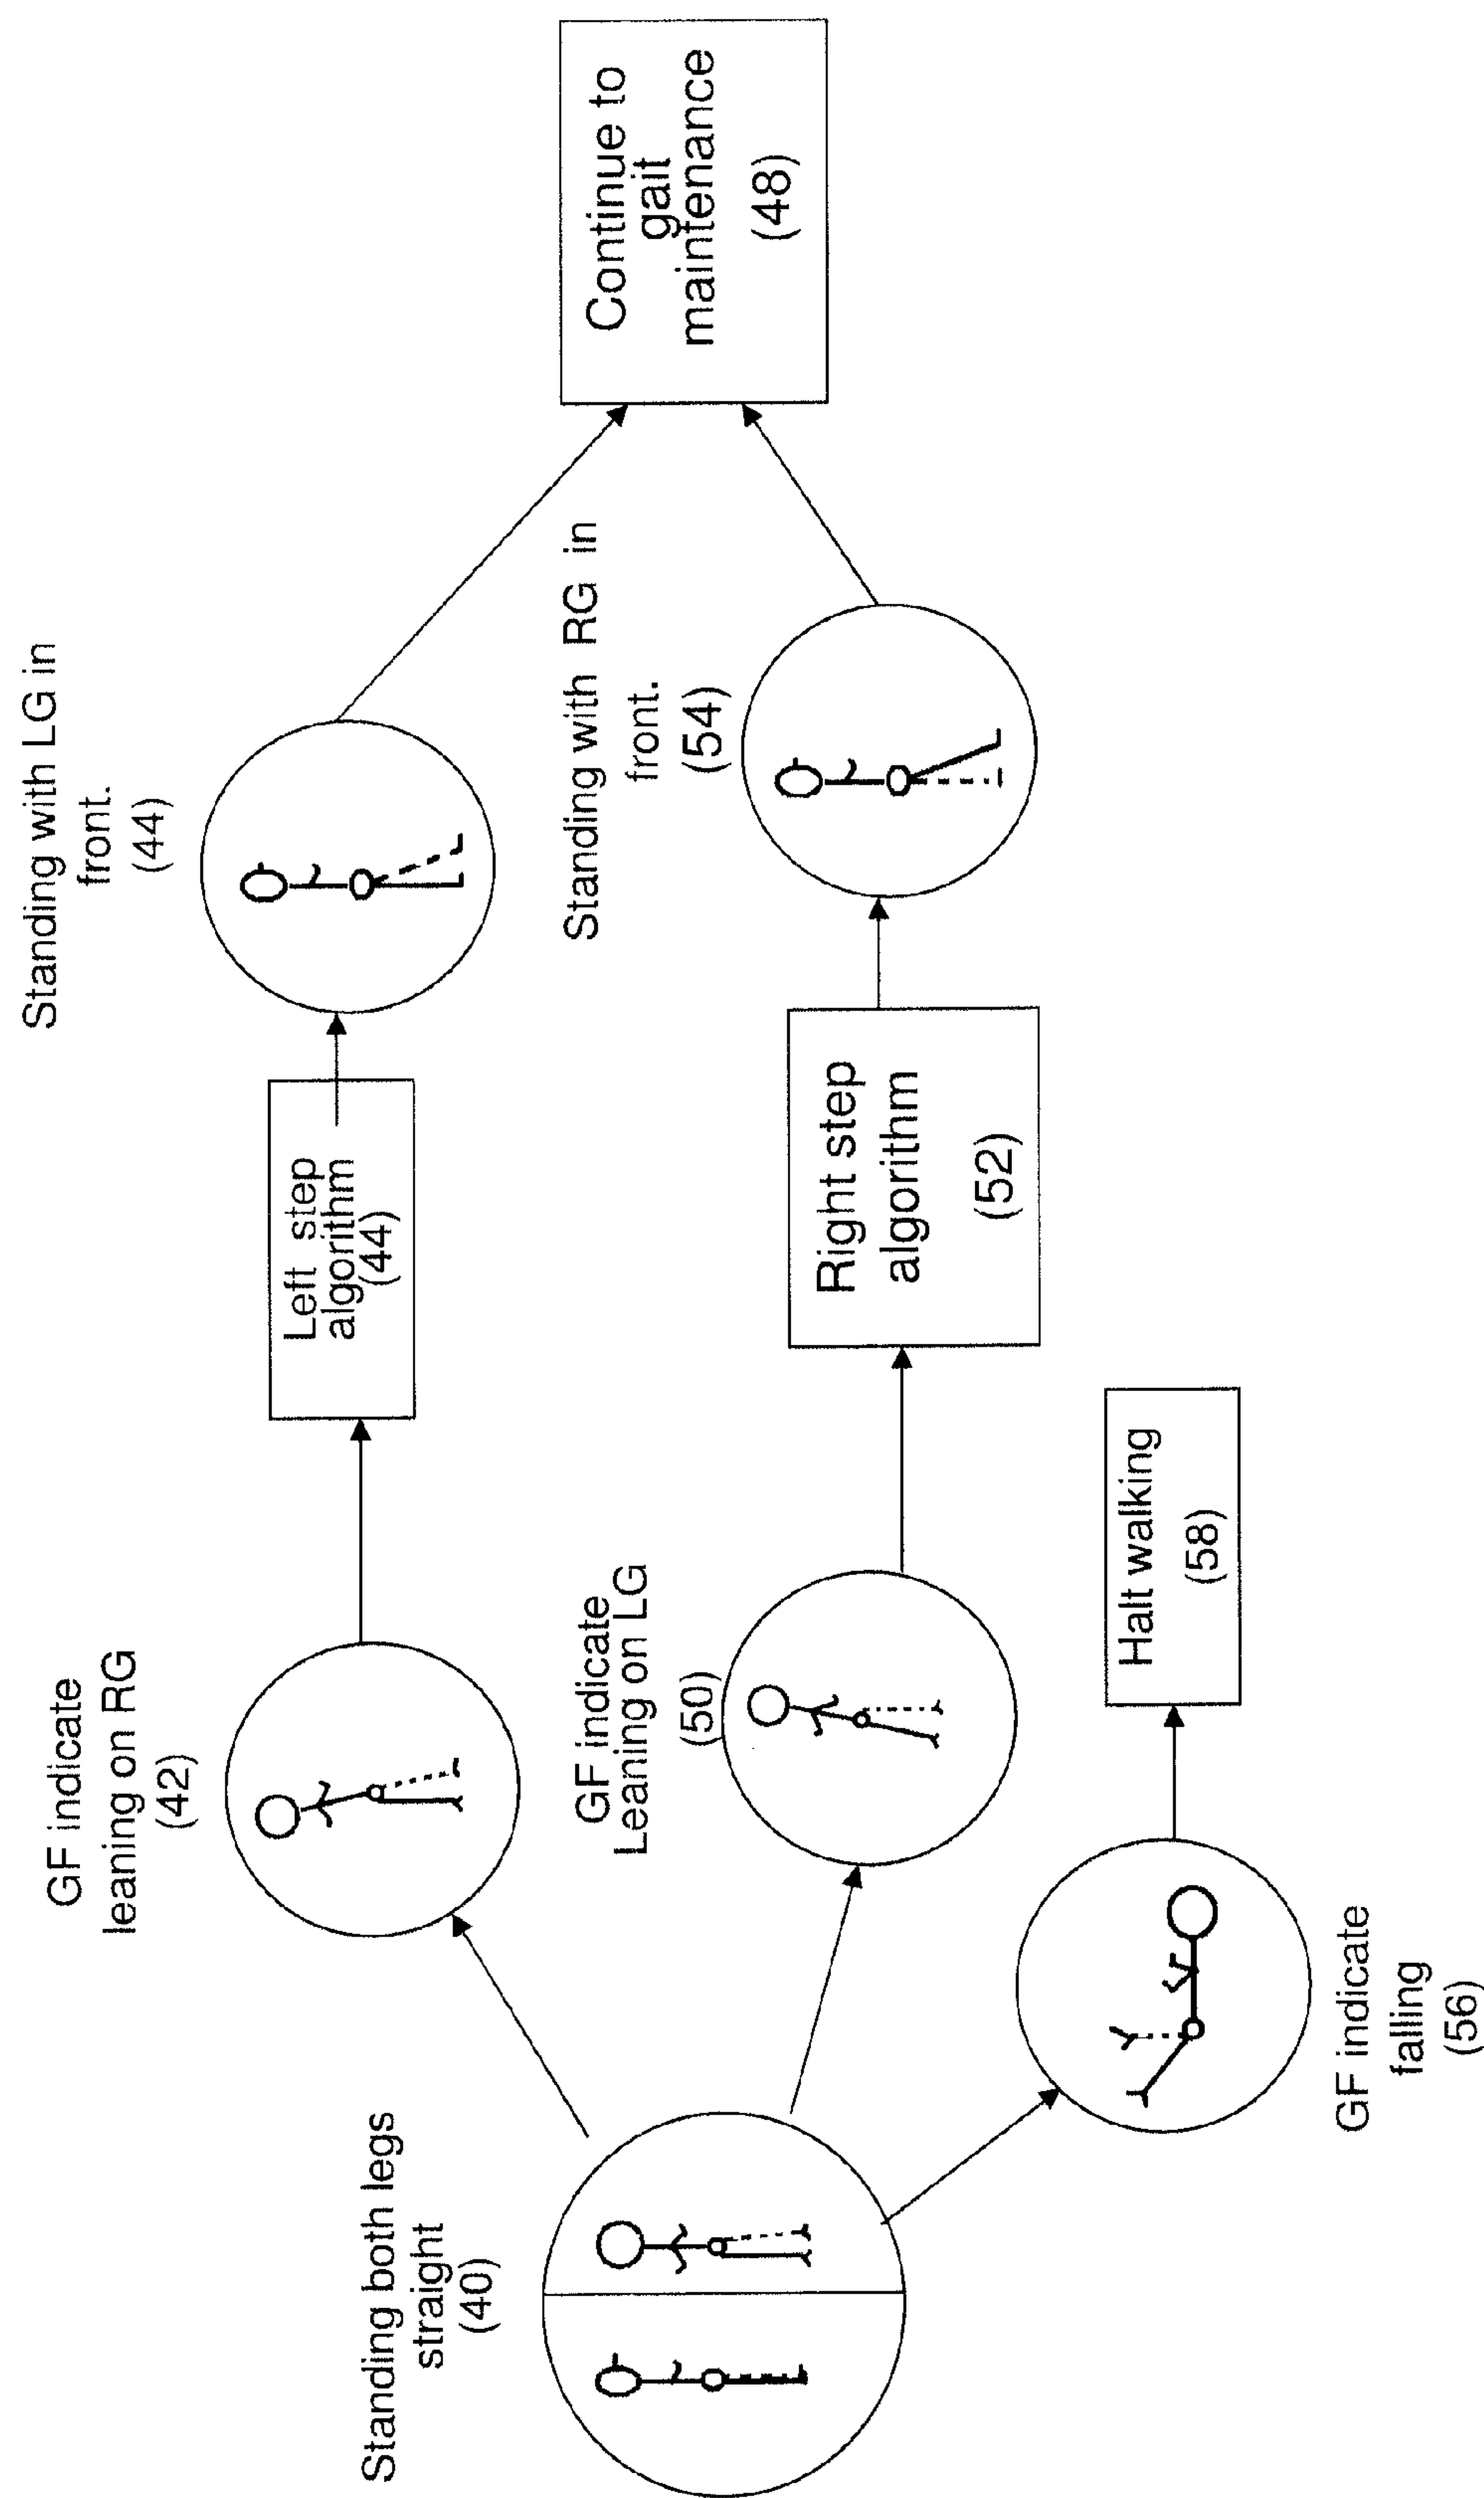 Standing both legs
straight
(40)
GF indicate
leaning on RG
(42)
Left step
algorithm
(44)
Standing with LG in
front.
(44)
GF indicate
Leaning on LG
(50)
Right step
algorithm
(52)
Standing with RG in
front.
(54)
Continue to
gait
maintenance
(48)
GF indicate
falling
(56)
Halt walking
(58)